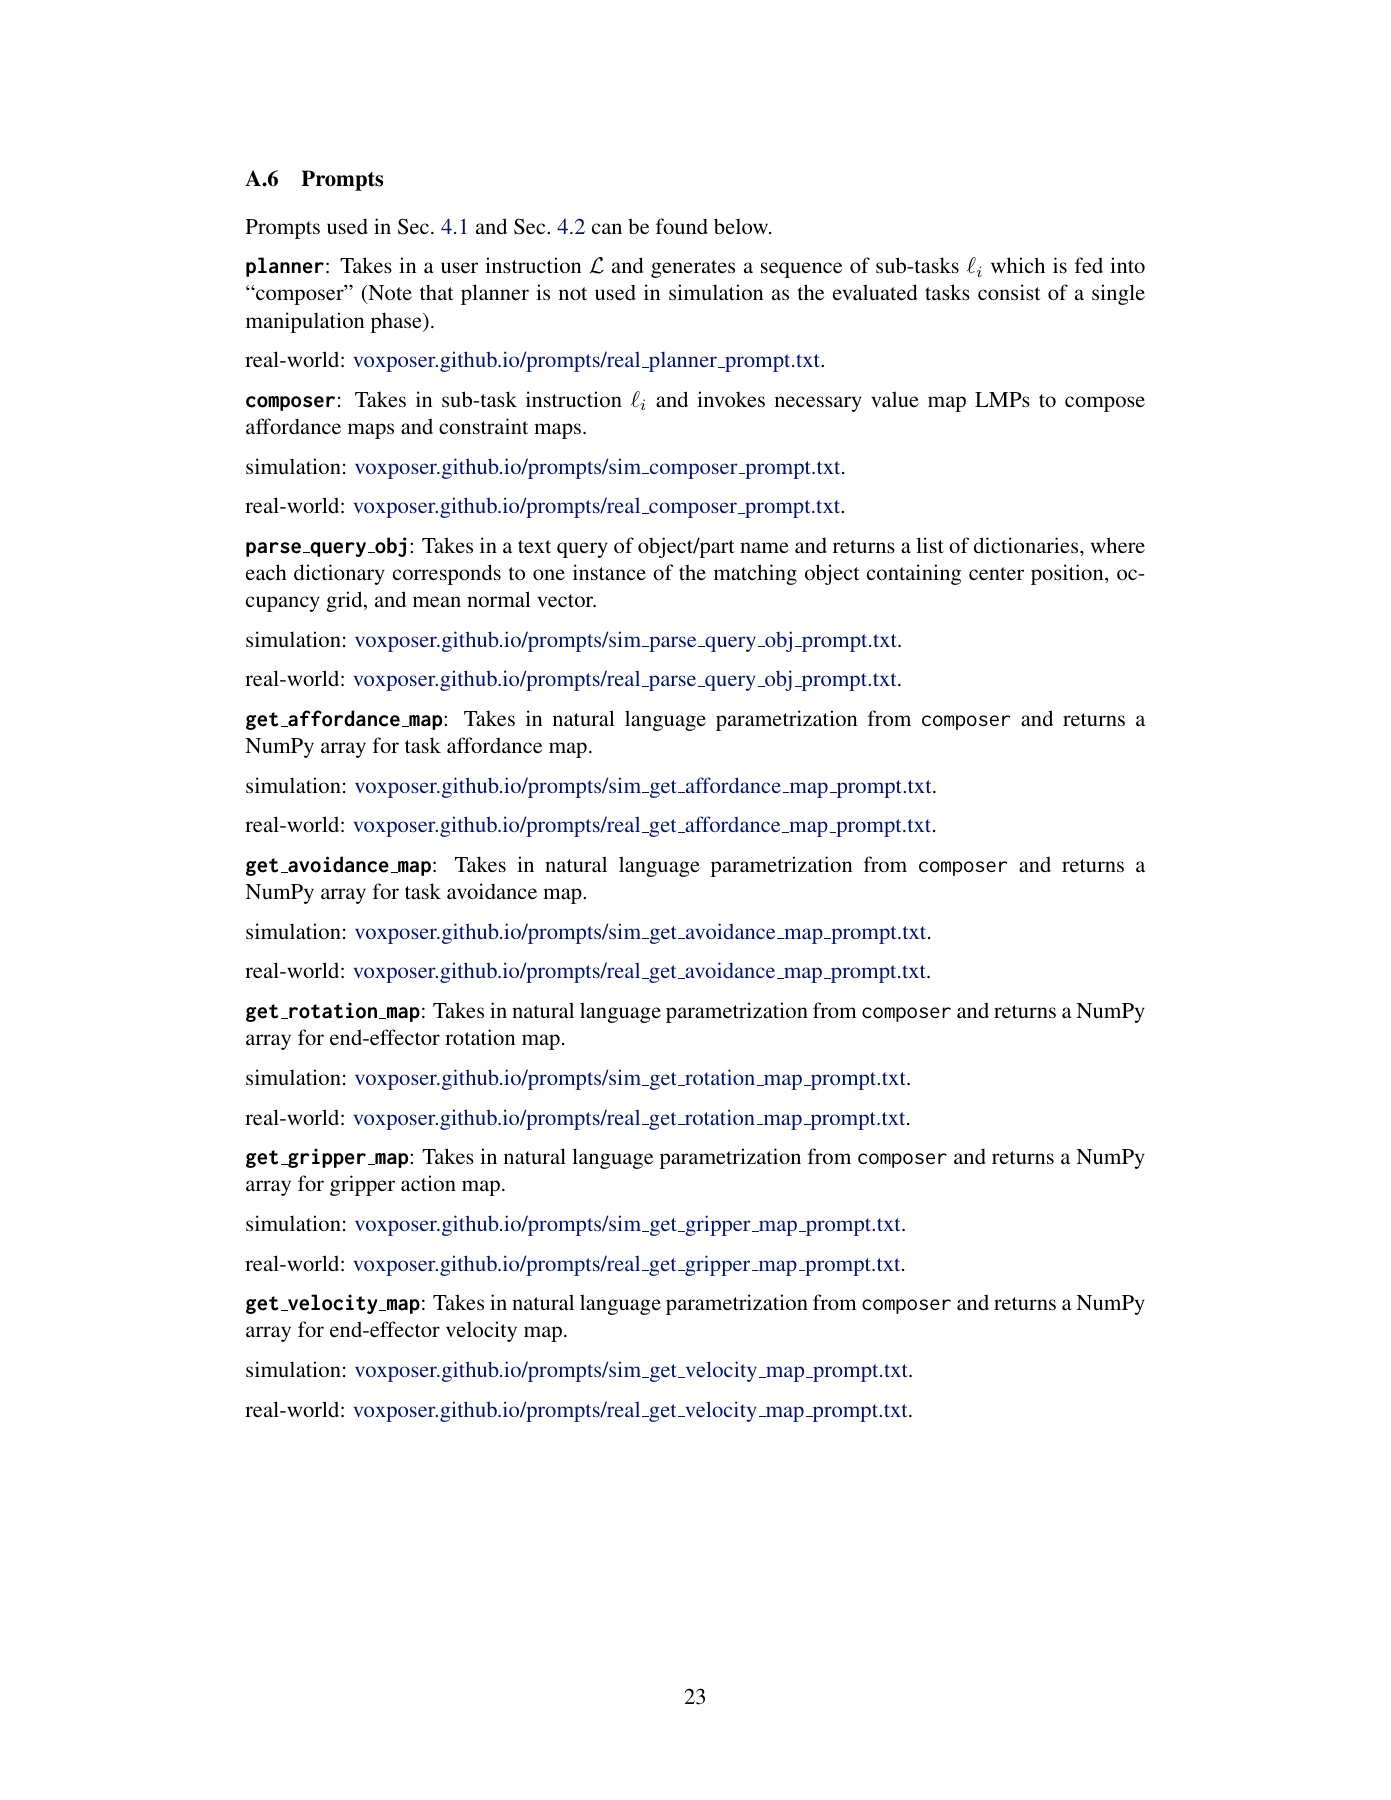 A.6 Prompts
Prompts used in Sec. 4.1 and Sec. 4.2 can be found below.
planner: Takes in a user instruction ℒ and generates a sequence of sub-tasks ℓᵢ which is fed into
“composer” (Note that planner is not used in simulation as the evaluated tasks consist of a single
manipulation phase).
real-world: voxposer.github.io/prompts/real_planner_prompt.txt.
composer: Takes in sub-task instruction ℓᵢ and invokes necessary value map LMPs to compose
affordance maps and constraint maps.
simulation: voxposer.github.io/prompts/sim_composer_prompt.txt.
real-world: voxposer.github.io/prompts/real_composer_prompt.txt.
parse_query_obj: Takes in a text query of object/part name and returns a list of dictionaries, where
each dictionary corresponds to one instance of the matching object containing center position, oc-
cupancy grid, and mean normal vector.
simulation: voxposer.github.io/prompts/sim_parse_query_obj_prompt.txt.
real-world: voxposer.github.io/prompts/real_parse_query_obj_prompt.txt.
get_affordance_map: Takes in natural language parametrization from composer and returns a
NumPy array for task affordance map.
simulation: voxposer.github.io/prompts/sim_get_affordance_map_prompt.txt.
real-world: voxposer.github.io/prompts/real_get_affordance_map_prompt.txt.
get_avoidance_map: Takes in natural language parametrization from composer and returns a
NumPy array for task avoidance map.
simulation: voxposer.github.io/prompts/sim_get_avoidance_map_prompt.txt.
real-world: voxposer.github.io/prompts/real_get_avoidance_map_prompt.txt.
get_rotation_map: Takes in natural language parametrization from composer and returns a NumPy
array for end-effector rotation map.
simulation: voxposer.github.io/prompts/sim_get_rotation_map_prompt.txt.
real-world: voxposer.github.io/prompts/real_get_rotation_map_prompt.txt.
get_gripper_map: Takes in natural language parametrization from composer and returns a NumPy
array for gripper action map.
simulation: voxposer.github.io/prompts/sim_get_gripper_map_prompt.txt.
real-world: voxposer.github.io/prompts/real_get_gripper_map_prompt.txt.
get_velocity_map: Takes in natural language parametrization from composer and returns a NumPy
array for end-effector velocity map.
simulation: voxposer.github.io/prompts/sim_get_velocity_map_prompt.txt.
real-world: voxposer.github.io/prompts/real_get_velocity_map_prompt.txt.
23